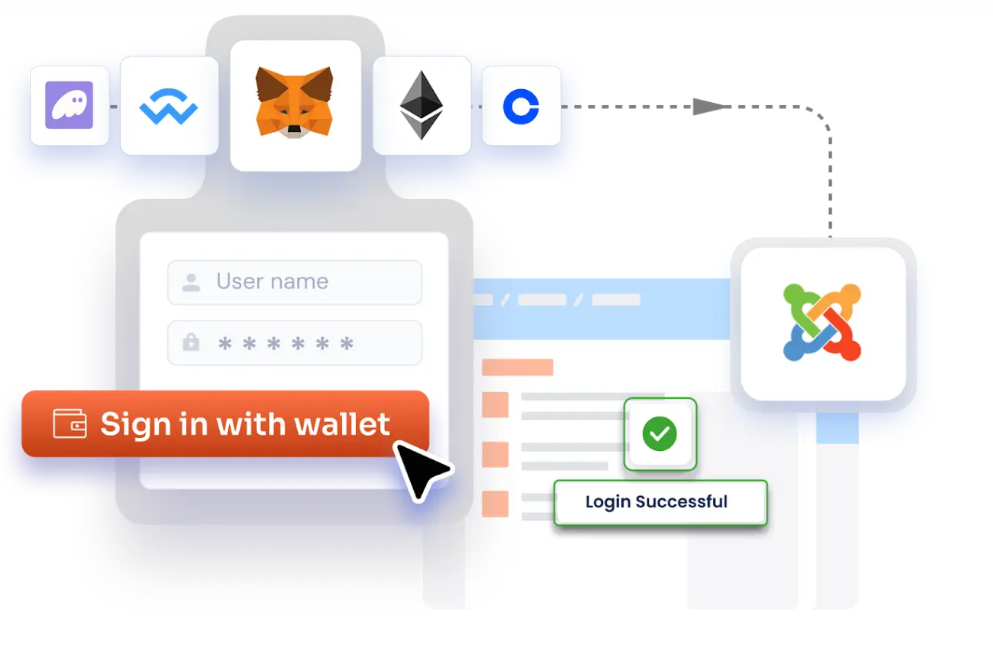 User name
* * * * * *
Sign in with wallet
Login Successful